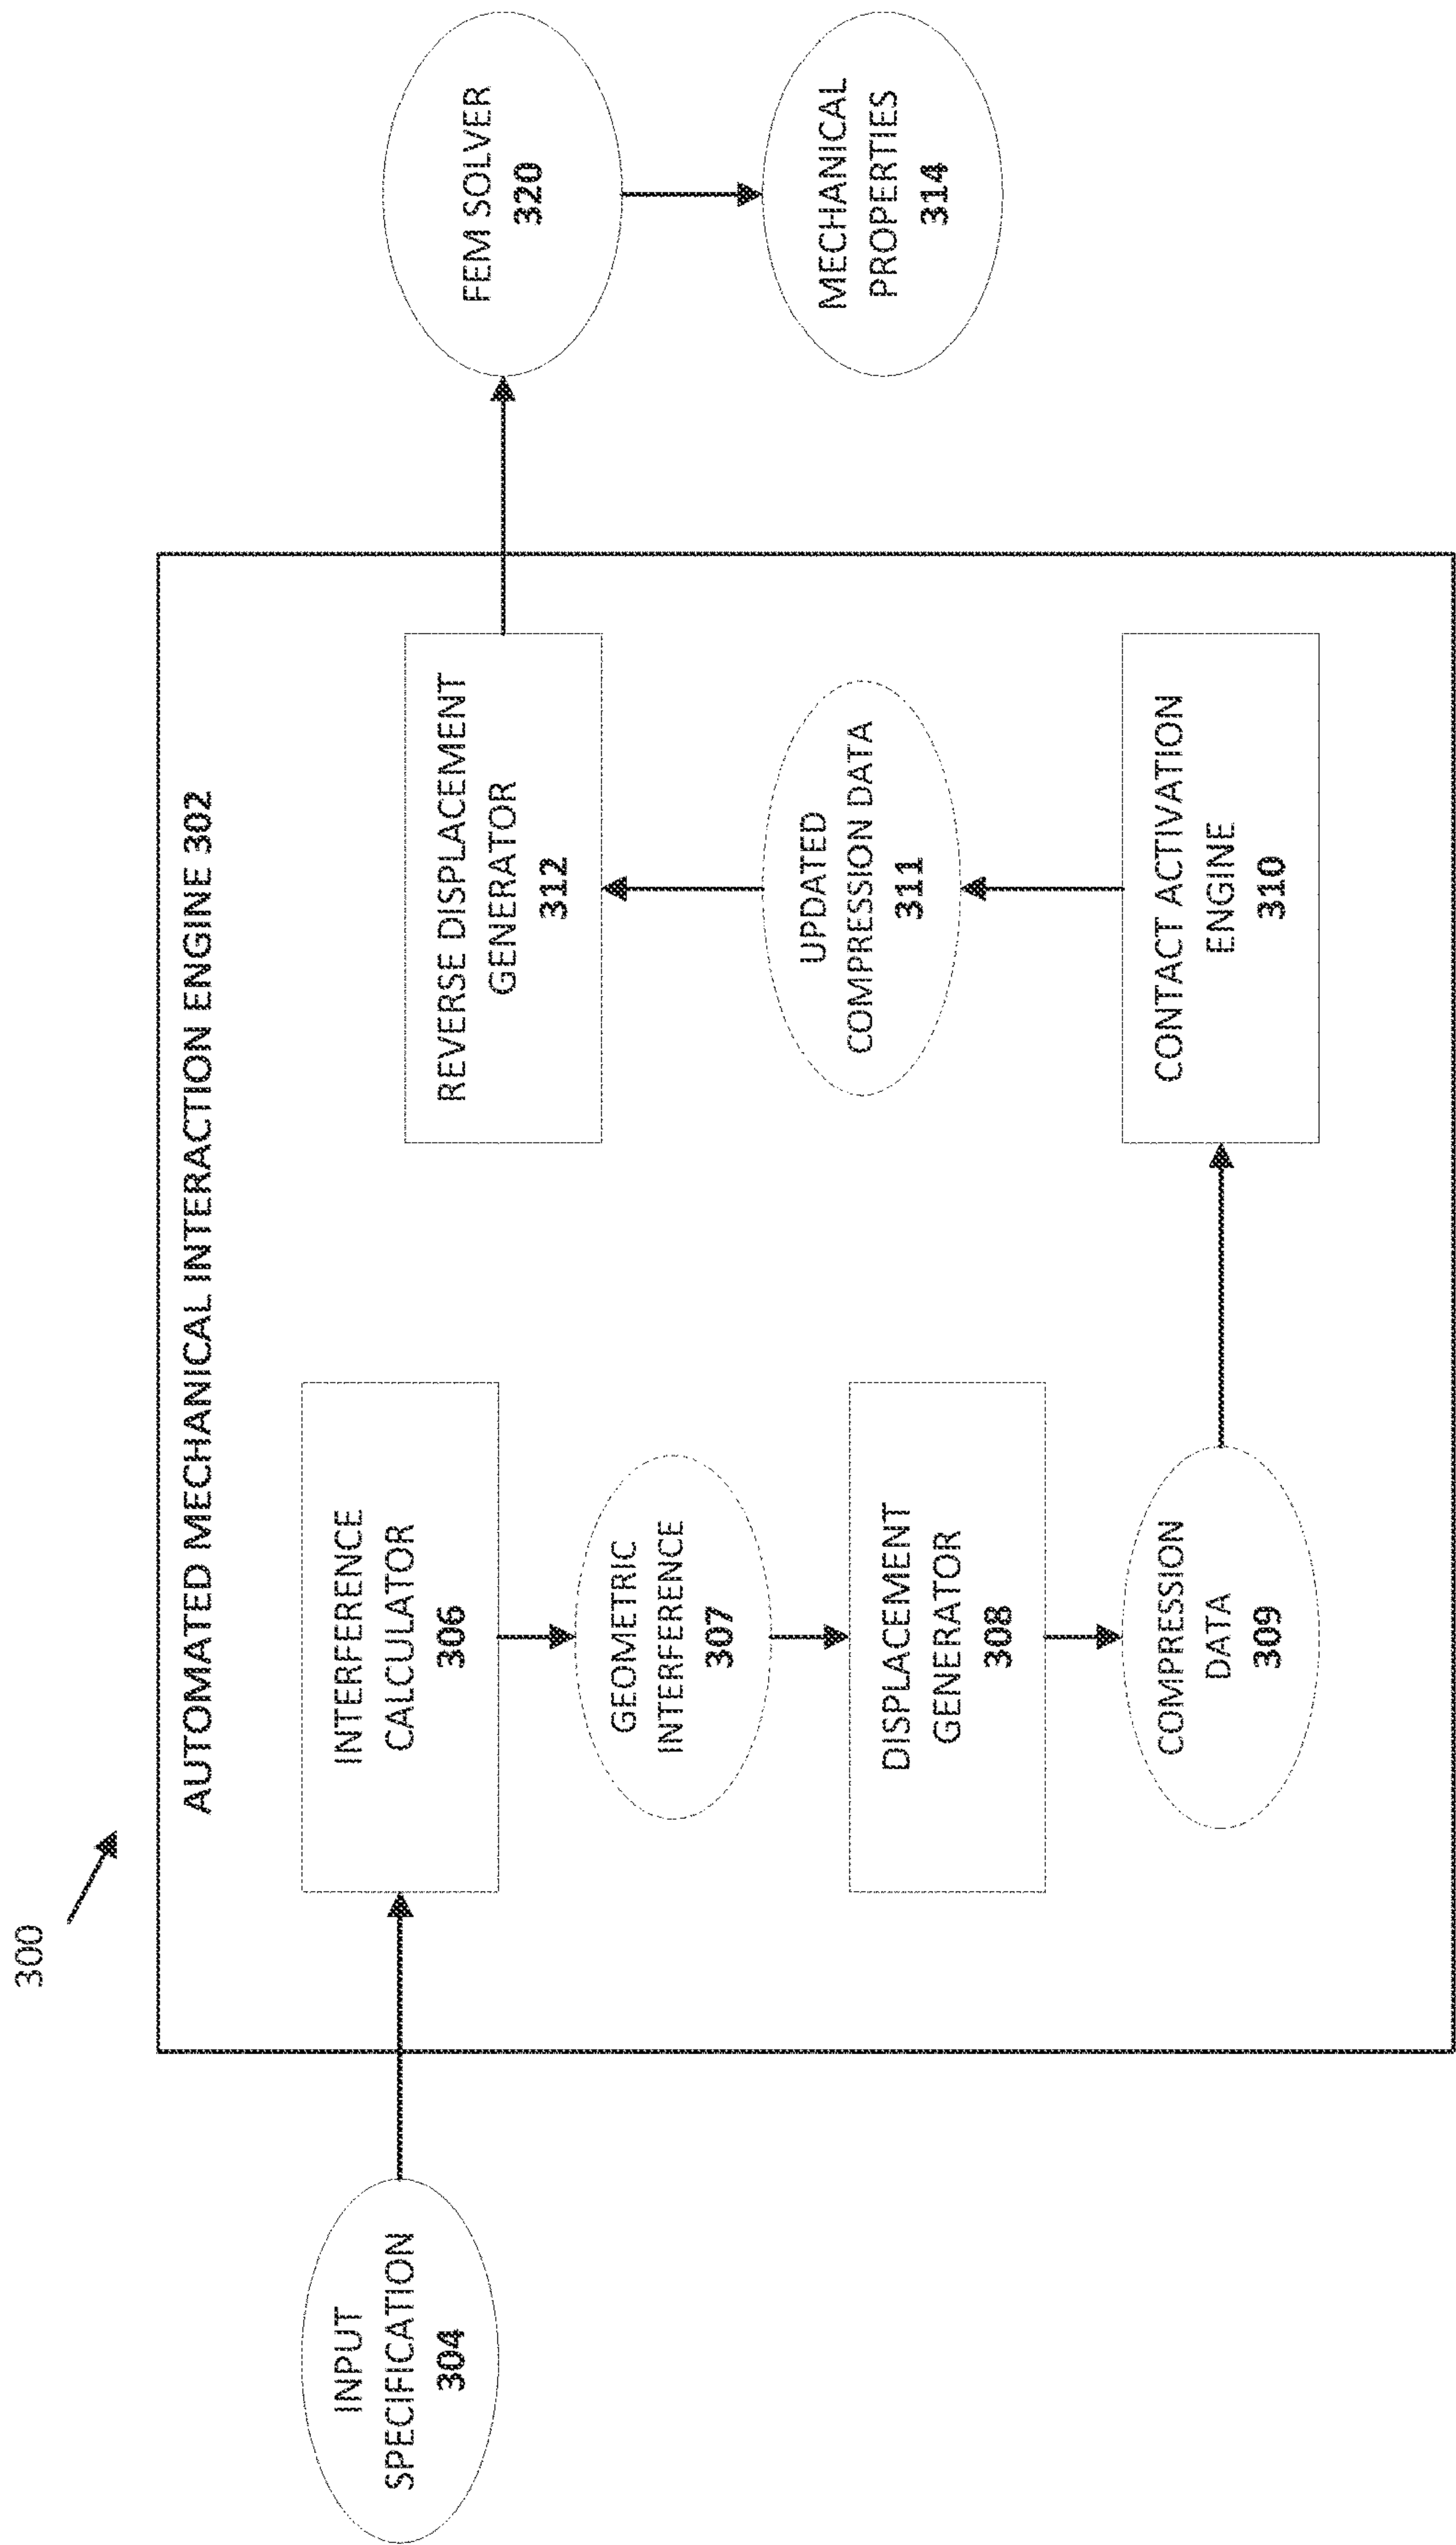 300
AUTOMATED MECHANICAL INTERACTION ENGINE 302
INPUT
SPECIFICATION
304
INTERFERENCE
CALCULATOR
306
GEOMETRIC
INTERFERENCE
307
DISPLACEMENT
GENERATOR
308
COMPRESSION
DATA
309
CONTACT ACTIVATION
ENGINE
310
UPDATED
COMPRESSION DATA
311
REVERSE DISPLACEMENT
GENERATOR
312
FEM SOLVER
320
MECHANICAL
PROPERTIES
314